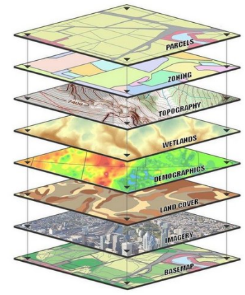 PARCELS
ZONING
TOPOGRAPHY
WETLANDS
DEMOGRAPHICS
LAND COVER
IMAGERY
BASEMAP